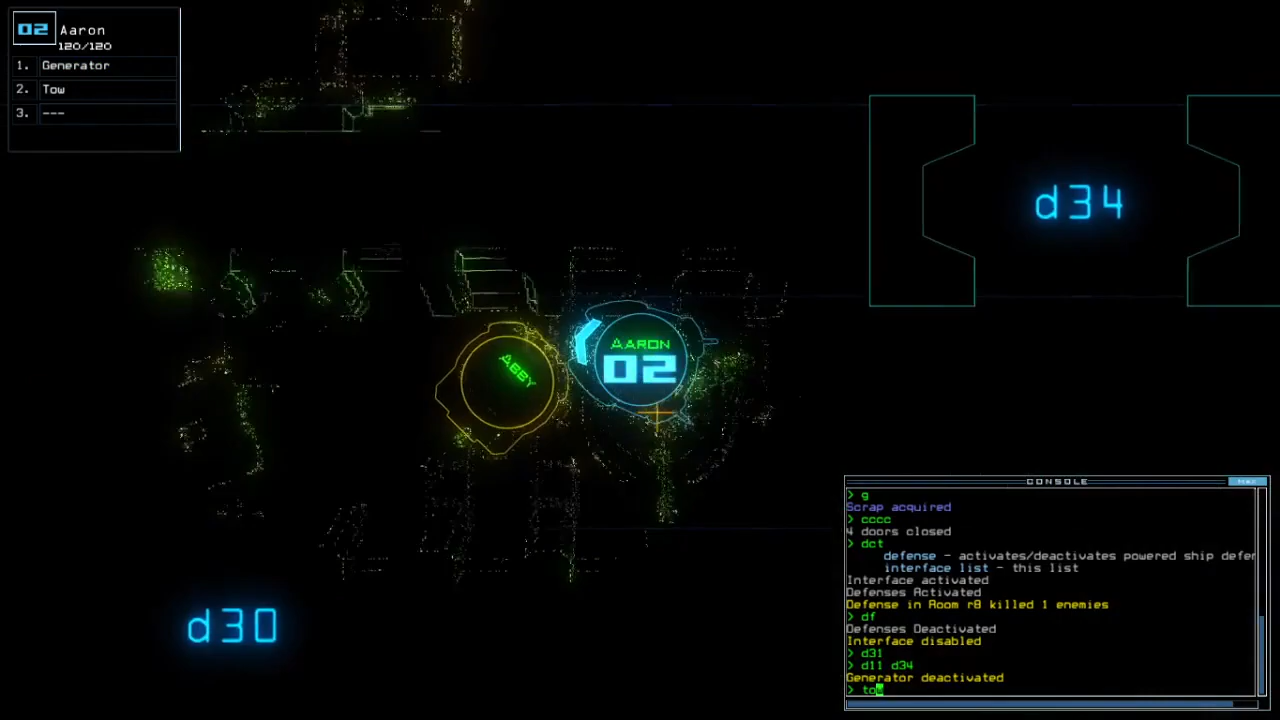 02 Aaron
120/120
1. Generator
2. Tow
3. ---
d34
ABBY
AARON
02
d30
CONSOLE
> g
Scrap acquired
> cccc
4 doors closed
> dct
defense - activates/deactivates powered ship defen
interface list - this list
Interface activated
Defenses Activated
Defense in Room r8 killed 1 enemies
> df
Defenses Deactivated
Interface disabled
> d31
> d11 d34
Generator deactivated
> tow